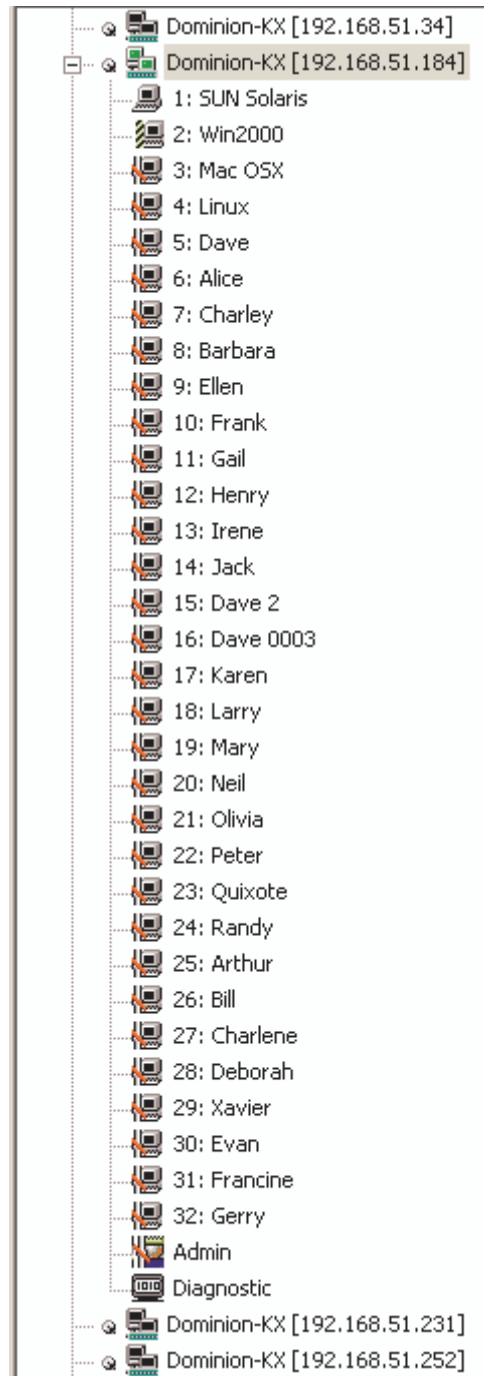 Dominion-KX [192.168.51.34]
Dominion-KX [192.168.51.184]
1: SUN Solaris
2: Win2000
3: Mac OSX
4: Linux
5: Dave
6: Alice
7: Charley
8: Barbara
9: Ellen
10: Frank
11: Gail
12: Henry
13: Irene
14: Jack
15: Dave 2
16: Dave 0003
17: Karen
18: Larry
19: Mary
20: Neil
21: Olivia
22: Peter
23: Quixote
24: Randy
25: Arthur
26: Bill
27: Charlene
28: Deborah
29: Xavier
30: Evan
31: Francine
32: Gerry
Admin
Diagnostic
Dominion-KX [192.168.51.231]
Dominion-KX [192.168.51.252]